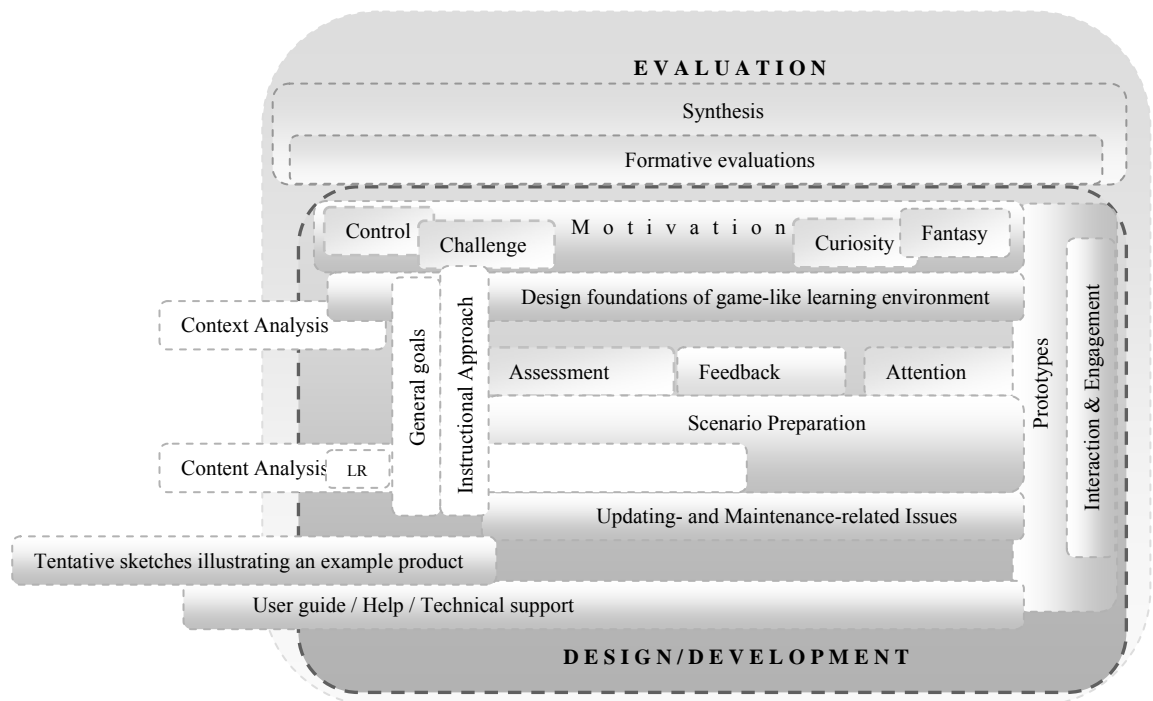 EVALUATION
Synthesis
Formative evaluations
Motivation
Control
Challenge
Curiosity
Fantasy
Design foundations of game-like learning environment
Context Analysis
General goals
Instructional Approach
Assessment
Feedback
Attention
Prototypes
Interaction & Engagement
Scenario Preparation
Content Analysis
LR
Updating- and Maintenance-related Issues
Tentative sketches illustrating an example product
User guide / Help / Technical support
DESIGN/DEVELOPMENT